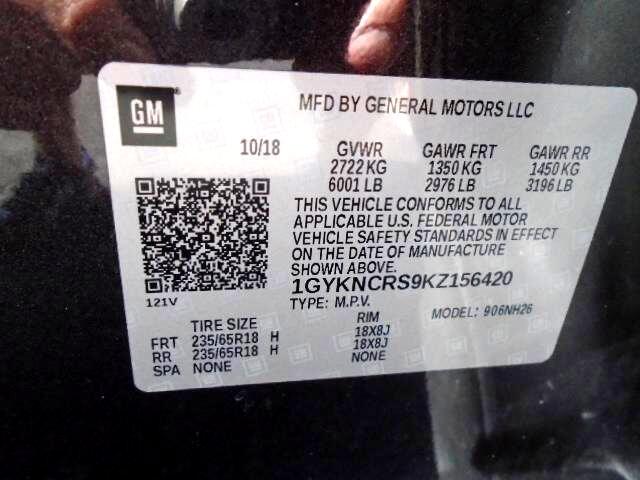 GM
MFD BY GENERAL MOTORS LLC
10/18 GVWR GAWR FRT GAWR RR
2722 KG 1350 KG 1450 KG
6001 LB 2976 LB 3196 LB
THIS VEHICLE CONFORMS TO ALL
APPLICABLE U.S. FEDERAL MOTOR
VEHICLE SAFETY STANDARDS IN EFFECT
ON THE DATE OF MANUFACTURE
SHOWN ABOVE.
1GYKNCRS9KZ156420
121V
TYPE: M.P.V. MODEL: 906NH26
TIRE SIZE RIM
FRT 235/65R18 H 18X8J
RR 235/65R18 H 18X8J
SPA NONE NONE